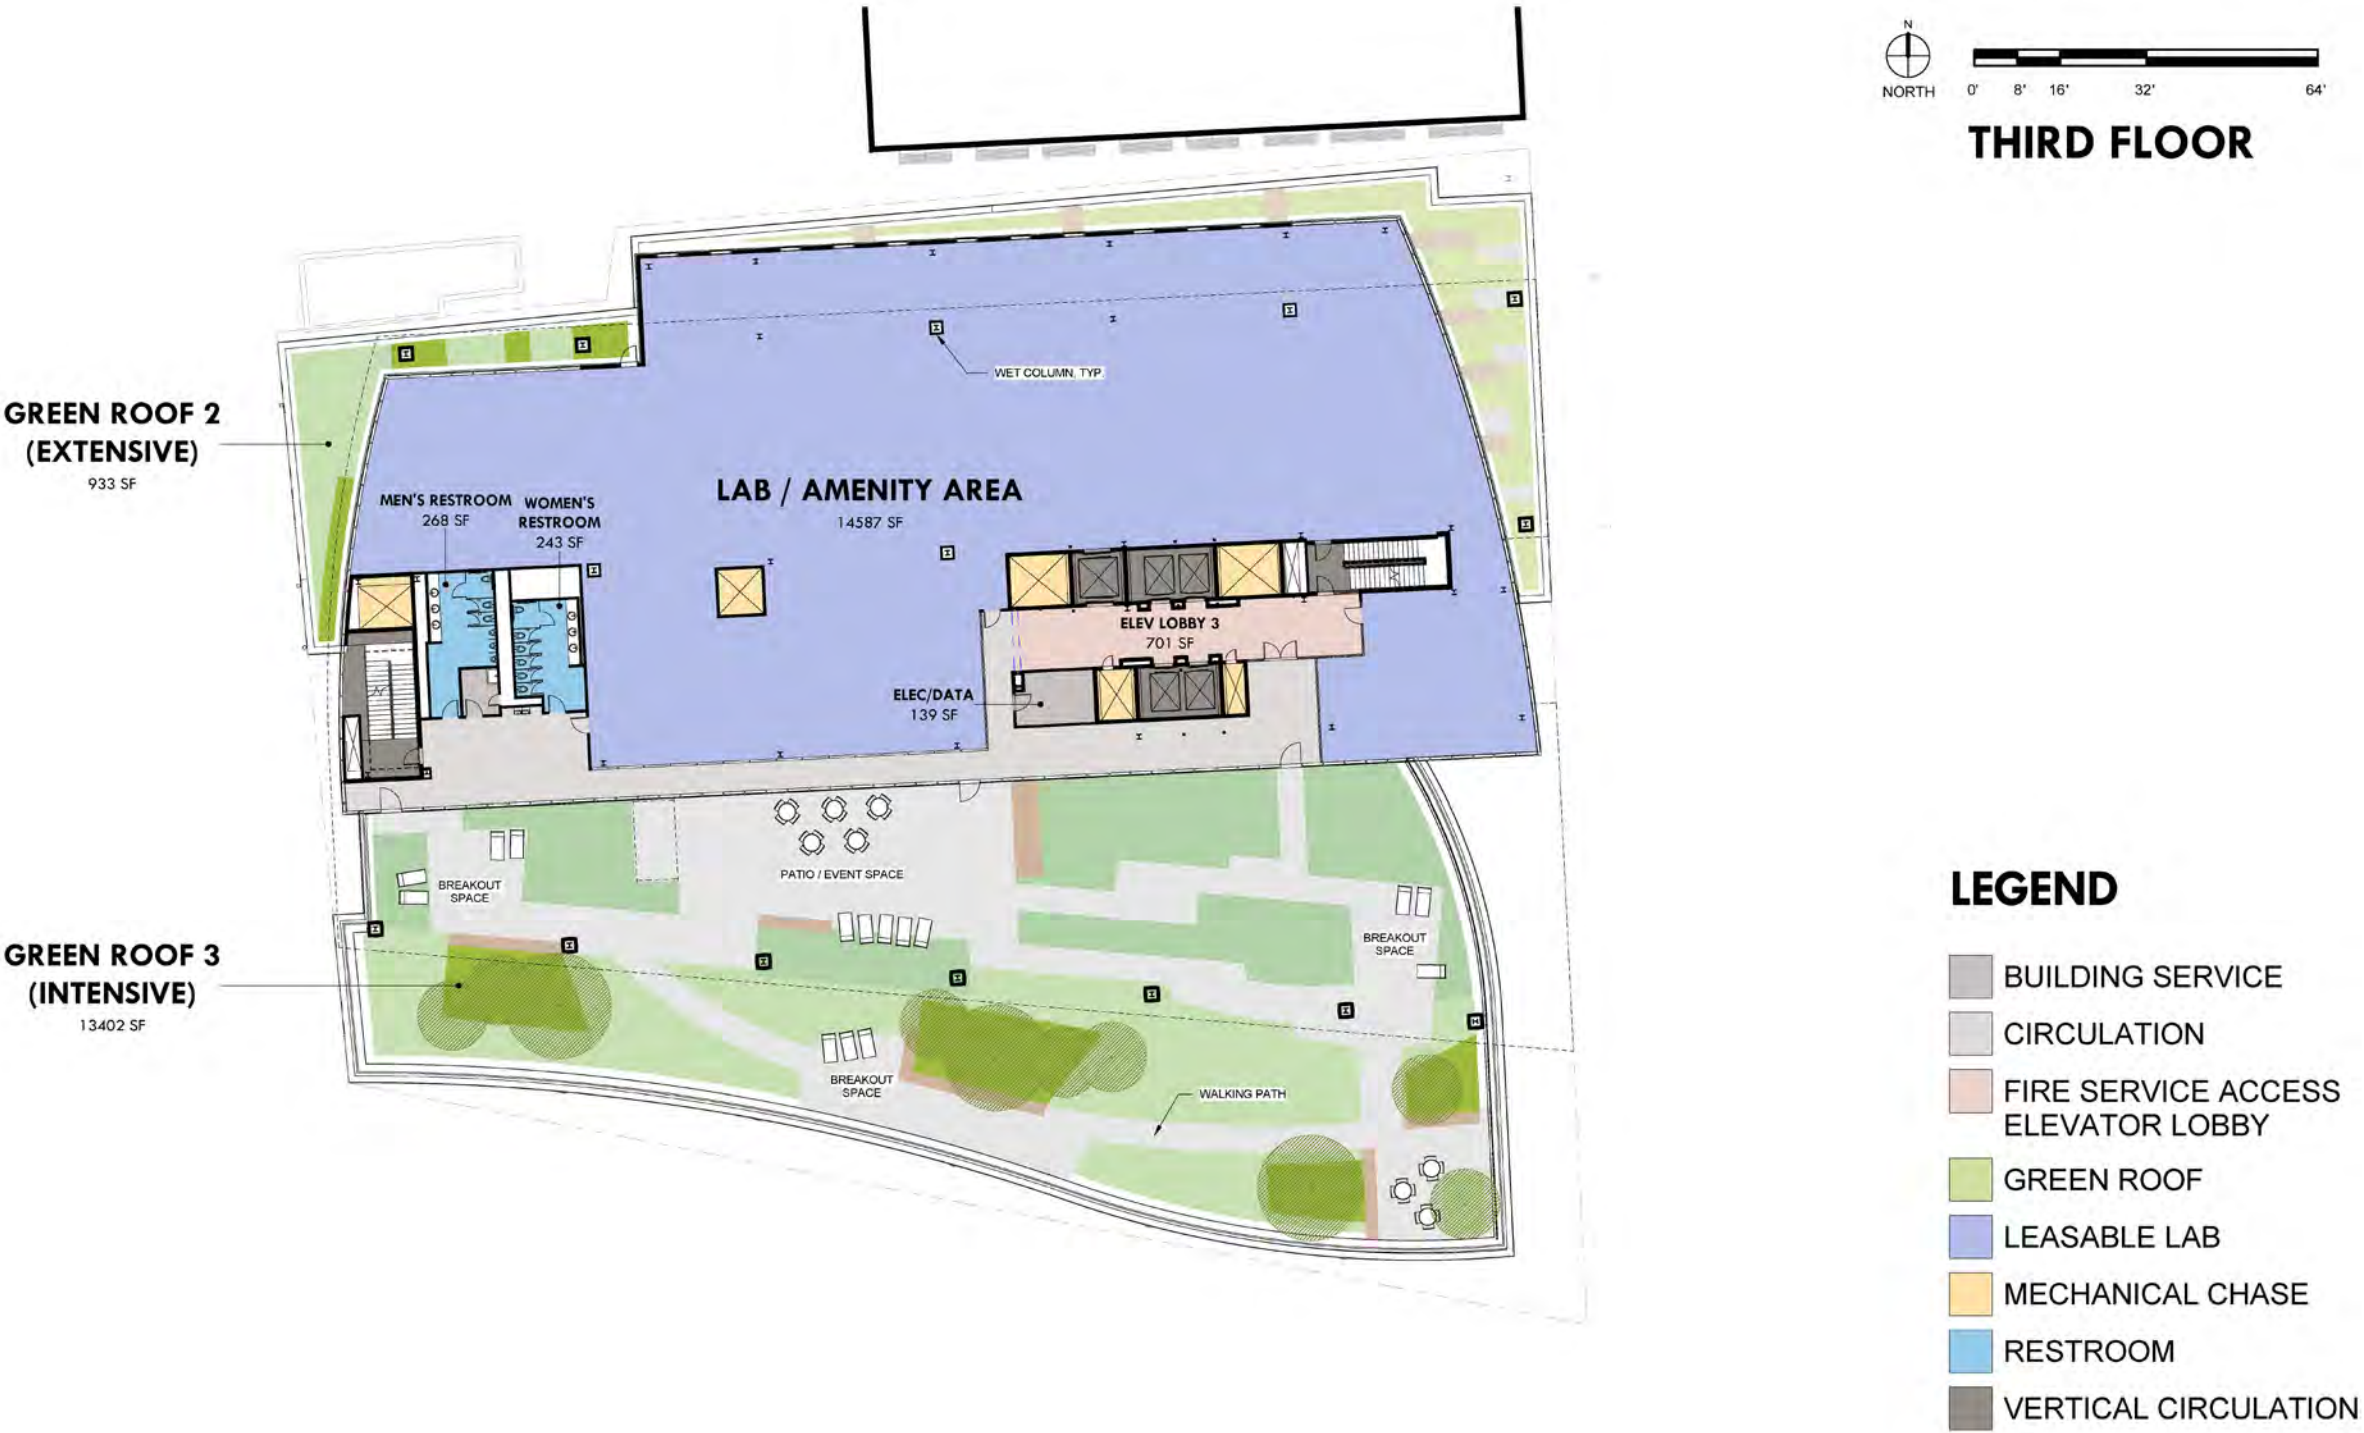 N
NORTH
0' 8' 16' 32' 64'
THIRD FLOOR
WET COLUMN, TYP.
GREEN ROOF 2
(EXTENSIVE)
933 SF
MEN'S RESTROOM
268 SF
WOMEN'S
RESTROOM
243 SF
LAB / AMENITY AREA
14587 SF
ELEV LOBBY 3
701 SF
ELEC/DATA
139 SF
PATIO / EVENT SPACE
BREAKOUT
SPACE
BREAKOUT
SPACE
GREEN ROOF 3
(INTENSIVE)
13402 SF
BREAKOUT
SPACE
WALKING PATH
LEGEND
BUILDING SERVICE
CIRCULATION
FIRE SERVICE ACCESS
ELEVATOR LOBBY
GREEN ROOF
LEASABLE LAB
MECHANICAL CHASE
RESTROOM
VERTICAL CIRCULATION